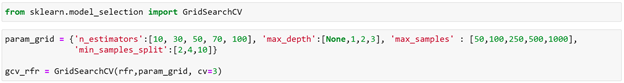 from sklearn.model_selection import GridSearchCV
param_grid = {'n_estimators':[10, 30, 50, 70, 100], 'max_depth':[None,1,2,3], 'max_samples' : [50,100,250,500,1000],
'min_samples_split':[2,4,10]}
gcv_rfr = GridSearchCV(rfr,param_grid, cv=3)